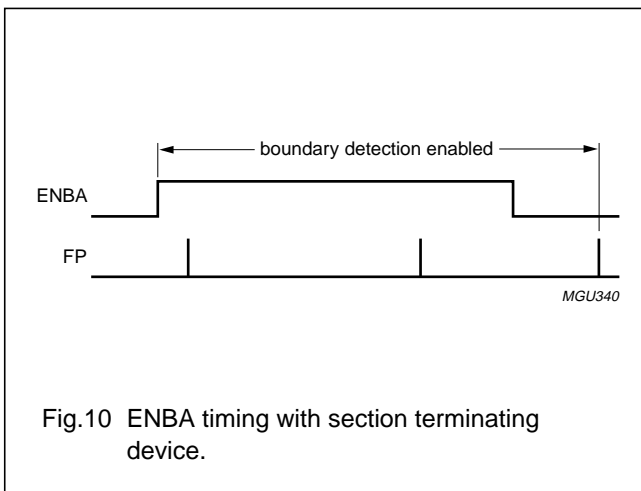 boundary detection enabled
ENBA
FP
MGU340
Fig.10 ENBA timing with section terminating
device.